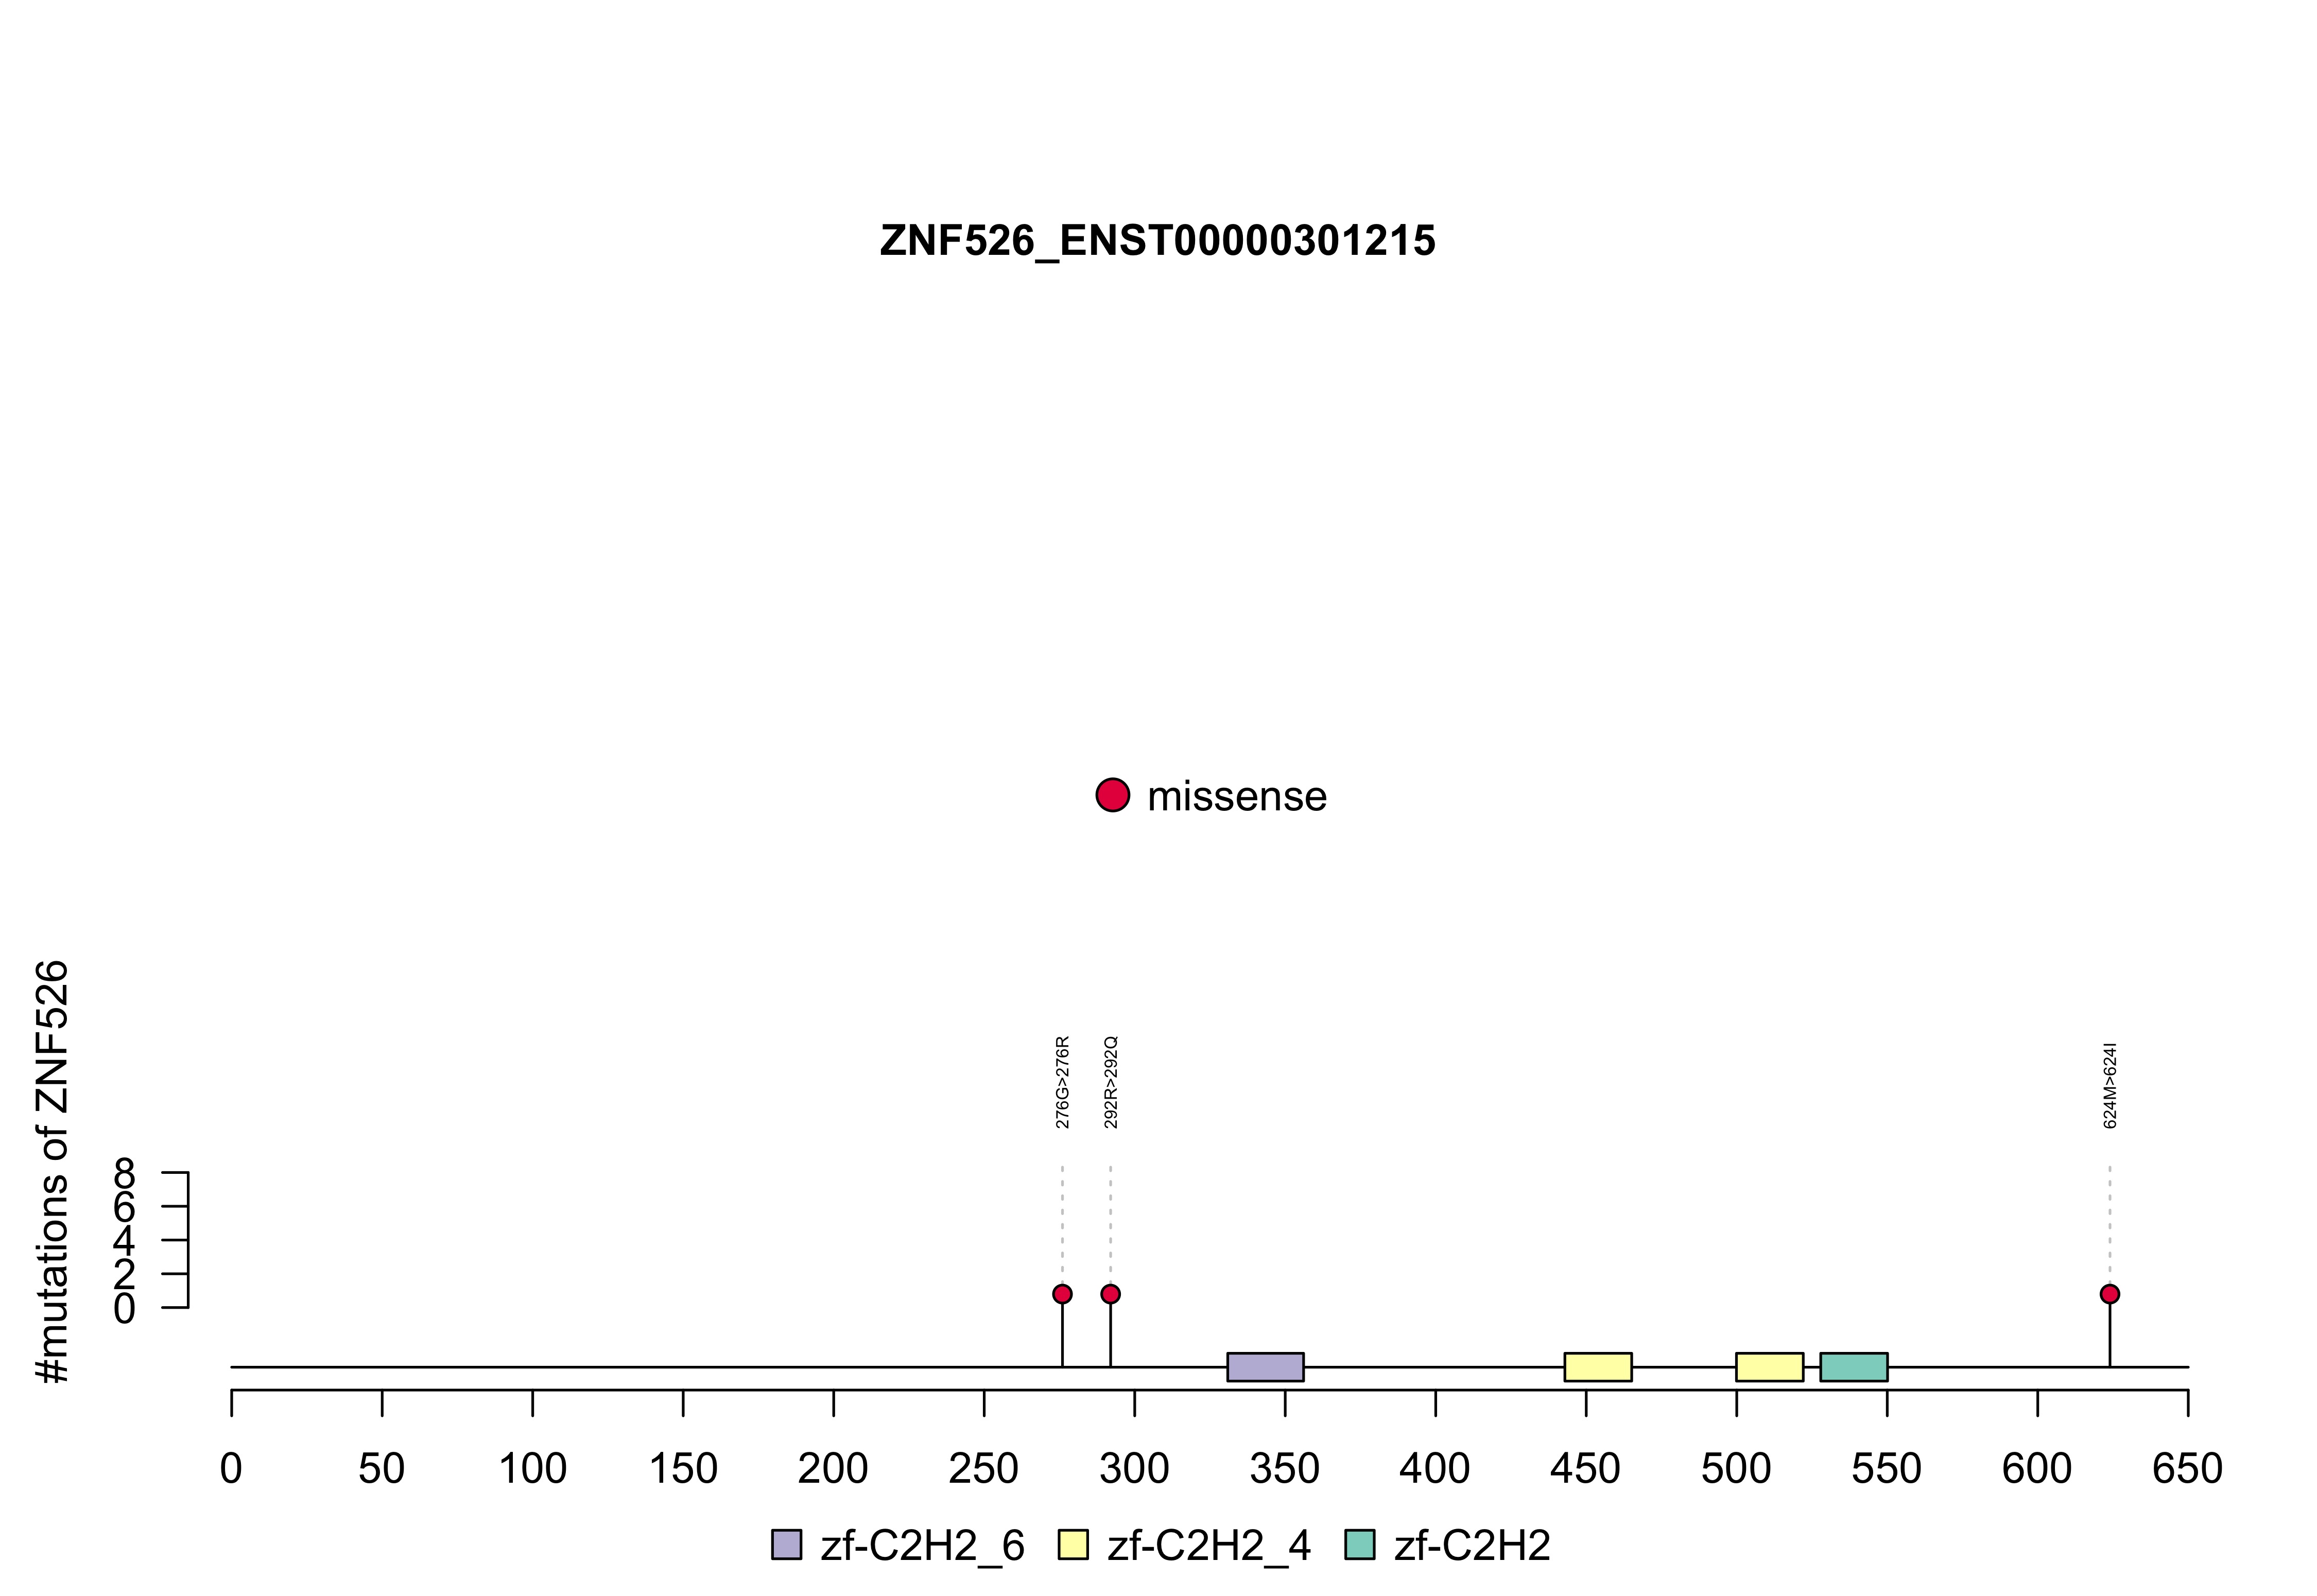 ZNF526_ENST00000301215
missense
#mutations of ZNF526
276G>276R
292R>292Q
624M>624I
8
6
4
2
0
0 50 100 150 200 250 300 350 400 450 500 550 600 650
zf-C2H2_6 zf-C2H2_4 zf-C2H2